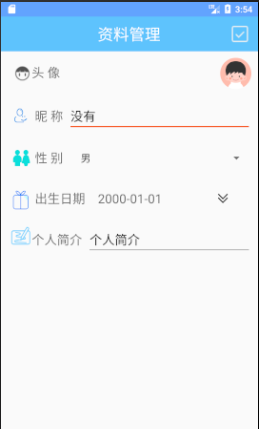 3:54
资料管理
头像
昵称 没有
性别 男
出生日期 2000-01-01
个人简介 个人简介